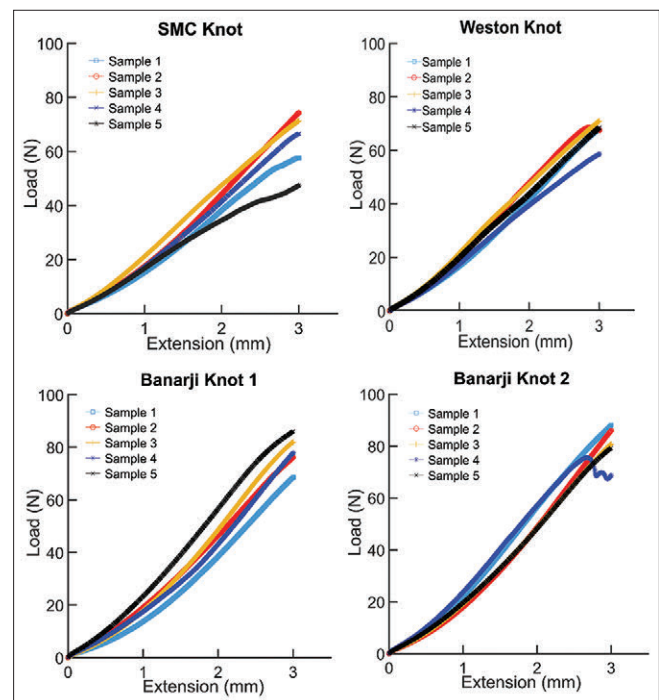 SMC Knot
100
80
60
40
20
0
Load (N)
Sample 1
Sample 2
Sample 3
Sample 4
Sample 5
0 1 2 3
Extension (mm)
Weston Knot
100
80
60
40
20
0
Load (N)
Sample 1
Sample 2
Sample 3
Sample 4
Sample 5
0 1 2 3
Extension (mm)
Banarji Knot 1
100
80
60
40
20
0
Load (N)
Sample 1
Sample 2
Sample 3
Sample 4
Sample 5
0 1 2 3
Extension (mm)
Banarji Knot 2
100
80
60
40
20
0
Load (N)
Sample 1
Sample 2
Sample 3
Sample 4
Sample 5
0 1 2 3
Extension (mm)